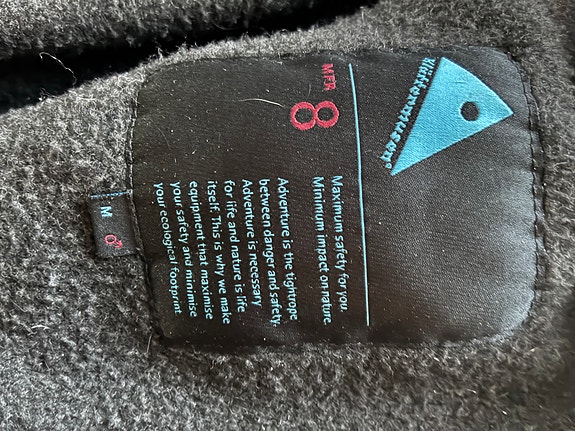 Klättermusen®
MFR
8
Maximum safety for you.
Minimum impact on nature.
Adventure is the tightrope
between danger and safety.
Adventure is necessary
for life and nature is life
itself. This is why we make
equipment that maximise
your safety and minimise
your ecological footprint
M ♂